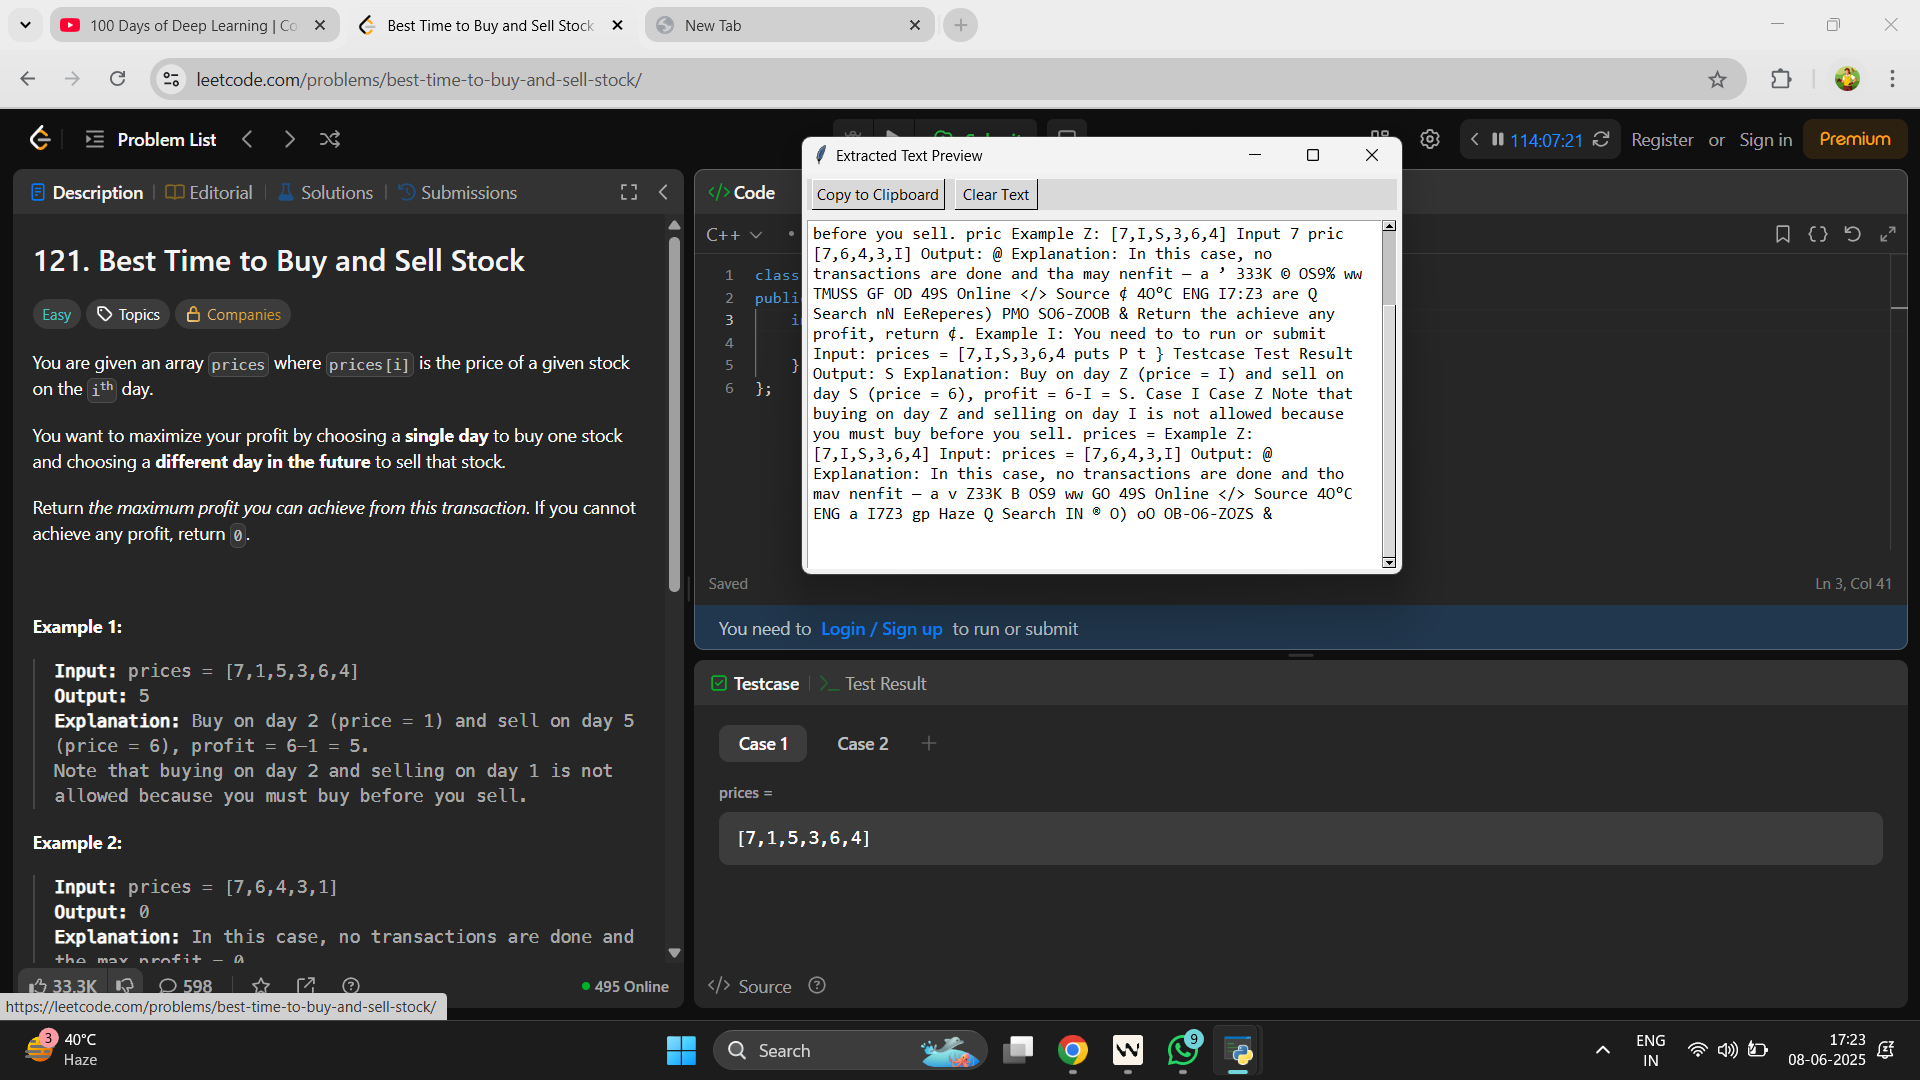 100 Days of Deep Learning | Co
Best Time to Buy and Sell Stock
New Tab
leetcode.com/problems/best-time-to-buy-and-sell-stock/
Problem List
114:07:21
Register or Sign in
Premium
Description
Editorial
Solutions
Submissions
121. Best Time to Buy and Sell Stock
Easy
Topics
Companies
You are given an array prices where prices[i] is the price of a given stock
on the ith day.
You want to maximize your profit by choosing a single day to buy one stock
and choosing a different day in the future to sell that stock.
Return the maximum profit you can achieve from this transaction. If you cannot
achieve any profit, return 0.
Example 1:
Input: prices = [7,1,5,3,6,4]
Output: 5
Explanation: Buy on day 2 (price = 1) and sell on day 5
(price = 6), profit = 6-1 = 5.
Note that buying on day 2 and selling on day 1 is not
allowed because you must buy before you sell.
Example 2:
Input: prices = [7,6,4,3,1]
Output: 0
Explanation: In this case, no transactions are done and
the max profit = 0
33.3K
598
495 Online
https://leetcode.com/problems/best-time-to-buy-and-sell-stock/
Code
C++
1 class
2 publi
3 in
4
5 }
6 };
Extracted Text Preview
Copy to Clipboard
Clear Text
before you sell. pric Example Z: [7,I,S,3,6,4] Input 7 pric
[7,6,4,3,I] Output: @ Explanation: In this case, no
transactions are done and tha may nenfit — a ’ 333K © OS9% ww
TMUSS GF OD 49S Online </> Source ¢ 4O°C ENG I7:Z3 are Q
Search nN EeReperes) PMO SO6-ZOOB & Return the achieve any
profit, return ¢. Example I: You need to to run or submit
Input: prices = [7,I,S,3,6,4 puts P t } Testcase Test Result
Output: S Explanation: Buy on day Z (price = I) and sell on
day S (price = 6), profit = 6-I = S. Case I Case Z Note that
buying on day Z and selling on day I is not allowed because
you must buy before you sell. prices = Example Z:
[7,I,S,3,6,4] Input: prices = [7,6,4,3,I] Output: @
Explanation: In this case, no transactions are done and tho
mav nenfit — a v Z33K B OS9 ww GO 49S Online </> Source 4O°C
ENG a I7Z3 gp Haze Q Search IN ® O) oO OB-O6-ZOZS &
Saved
Ln 3, Col 41
You need to Login / Sign up to run or submit
Testcase
Test Result
Case 1
Case 2
prices =
[7,1,5,3,6,4]
</> Source
3
40°C
Haze
Search
9
ENG
IN
17:23
08-06-2025